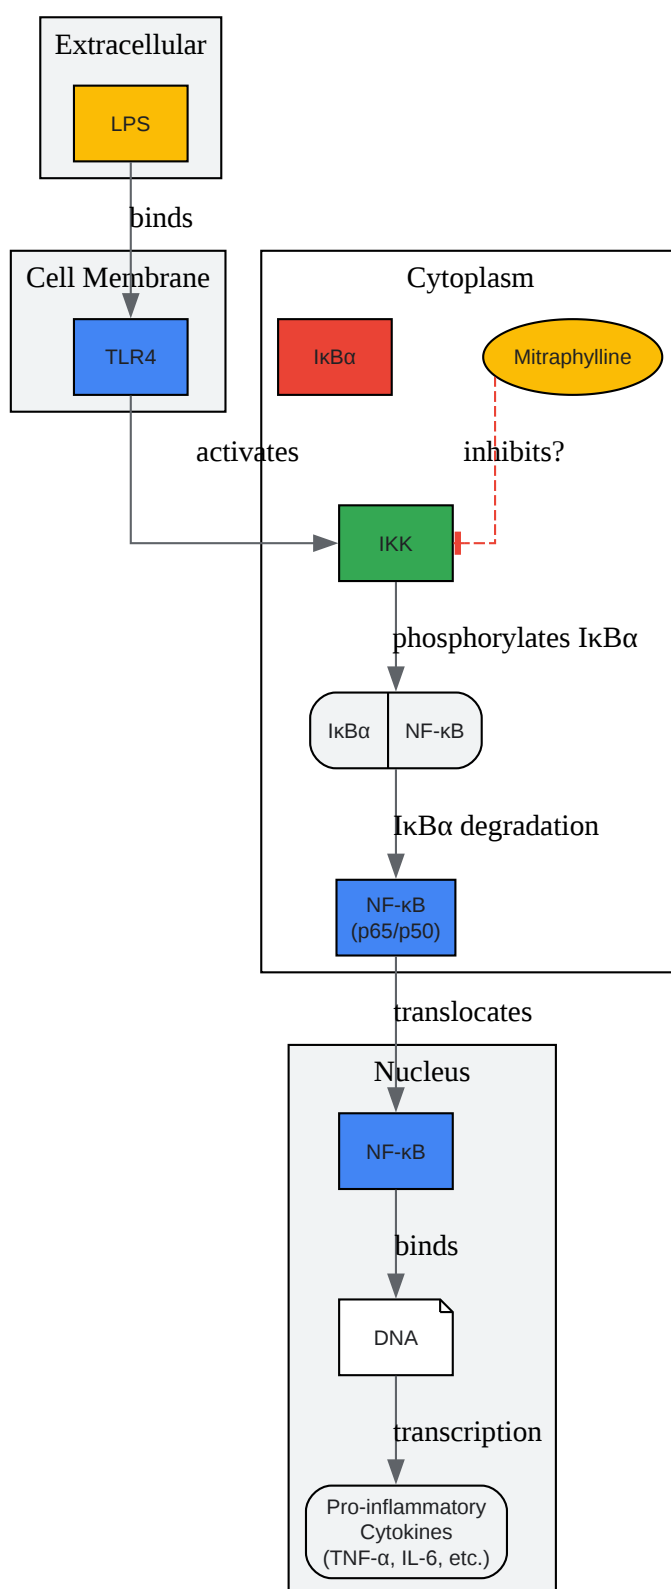 Extracellular
LPS
binds
Cell Membrane
TLR4
Cytoplasm
IκBα
Mitraphylline
activates
inhibits?
IKK
phosphorylates IκBα
IκBα
NF-κB
IκBα degradation
NF-κB
(p65/p50)
translocates
Nucleus
NF-κB
binds
DNA
transcription
Pro-inflammatory
Cytokines
(TNF-α, IL-6, etc.)